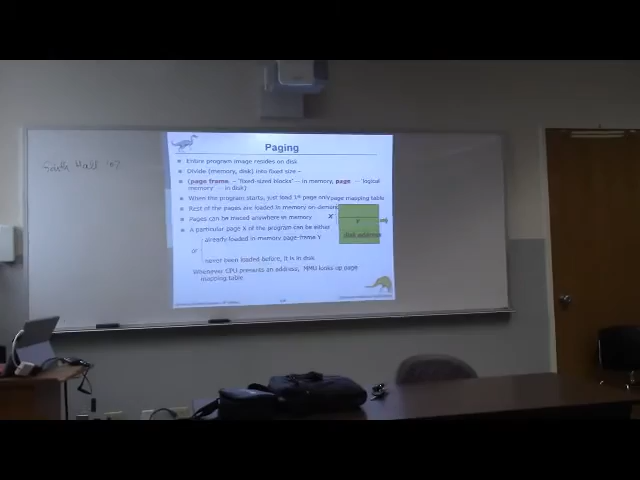 Paging
Entire program image resides on disk
Divide (memory, disk) into fixed size –
(page frame – 'fixed-sized blocks' – in memory, page – 'logical
memory' – in disk)
When the program starts, just load 1st page only
page mapping table
Rest of the pages are loaded in memory on-demand
Pages can be placed anywhere in memory
X
Y
A particular page X of the program can be either
disk address
already loaded in memory page frame Y
or
never been loaded before, it is in disk
Whenever CPU presents an address, MMU looks up page
mapping table